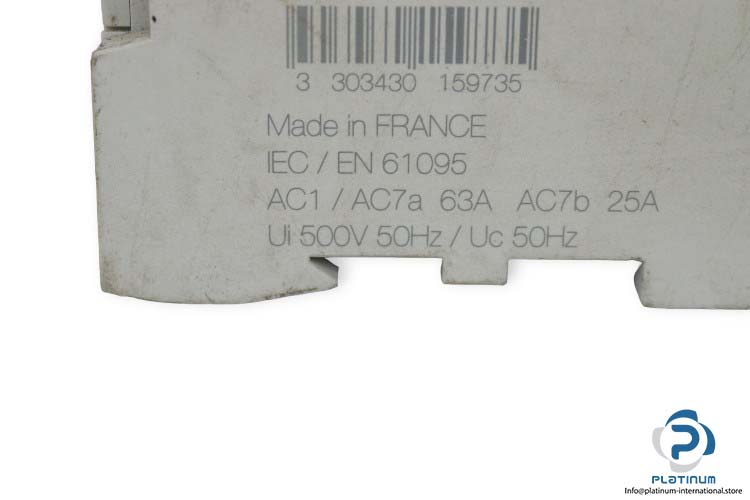 3 303430 159735
Made in FRANCE
IEC / EN 61095
AC1 / AC7a 63A AC7b 25A
Ui 500V 50Hz / Uc 50Hz
PLATINUM
Info@platinum-international.store